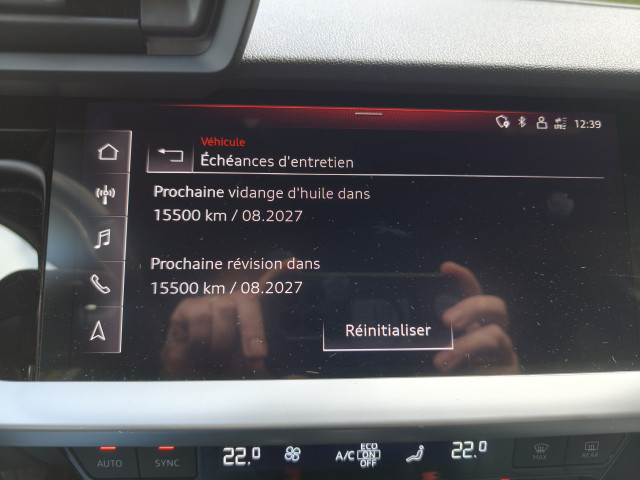 12:39
Véhicule
Échéances d'entretien
Prochaine vidange d'huile dans
15500 km / 08.2027
Prochaine révision dans
15500 km / 08.2027
Réinitialiser
AUTO
SYNC
22.0
A/C
ECO
ON
OFF
22.0
MAX
REAR